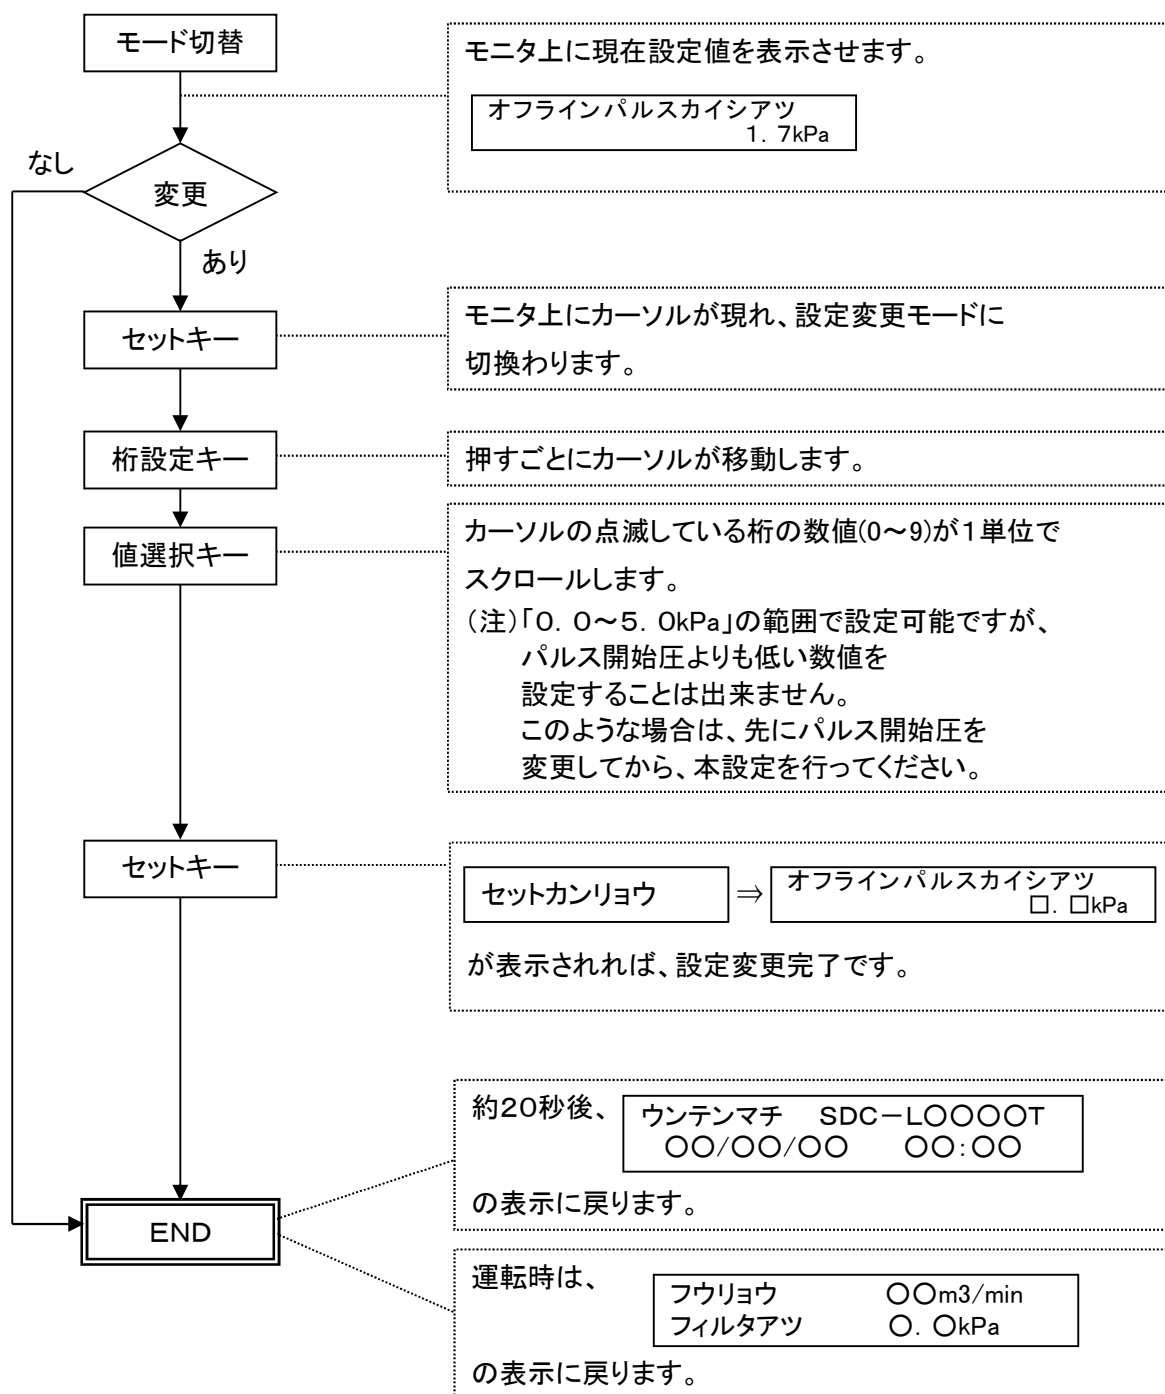 モード切替
モニタ上に現在設定値を表示させます。
オフラインパルスカイシアツ
1．7kPa
なし
変更
あり
セットキー
モニタ上にカーソルが現れ、設定変更モードに
切換わります。
桁設定キー
押すごとにカーソルが移動します。
値選択キー
カーソルの点滅している桁の数値(0～9)が１単位で
スクロールします。
（注）「０．０～５．０kPa」の範囲で設定可能ですが、
パルス開始圧よりも低い数値を
設定することは出来ません。
このような場合は、先にパルス開始圧を
変更してから、本設定を行ってください。
セットキー
セットカンリョウ ⇒ オフラインパルスカイシアツ
□．□kPa
が表示されれば、設定変更完了です。
約２０秒後、 ウンテンマチ　ＳＤＣ－Ｌ○○○○Ｔ
○○/○○/○○　○○：○○
の表示に戻ります。
ＥＮＤ
運転時は、
フウリョウ　○○m3/min
フィルタアツ　○．○kPa
の表示に戻ります。